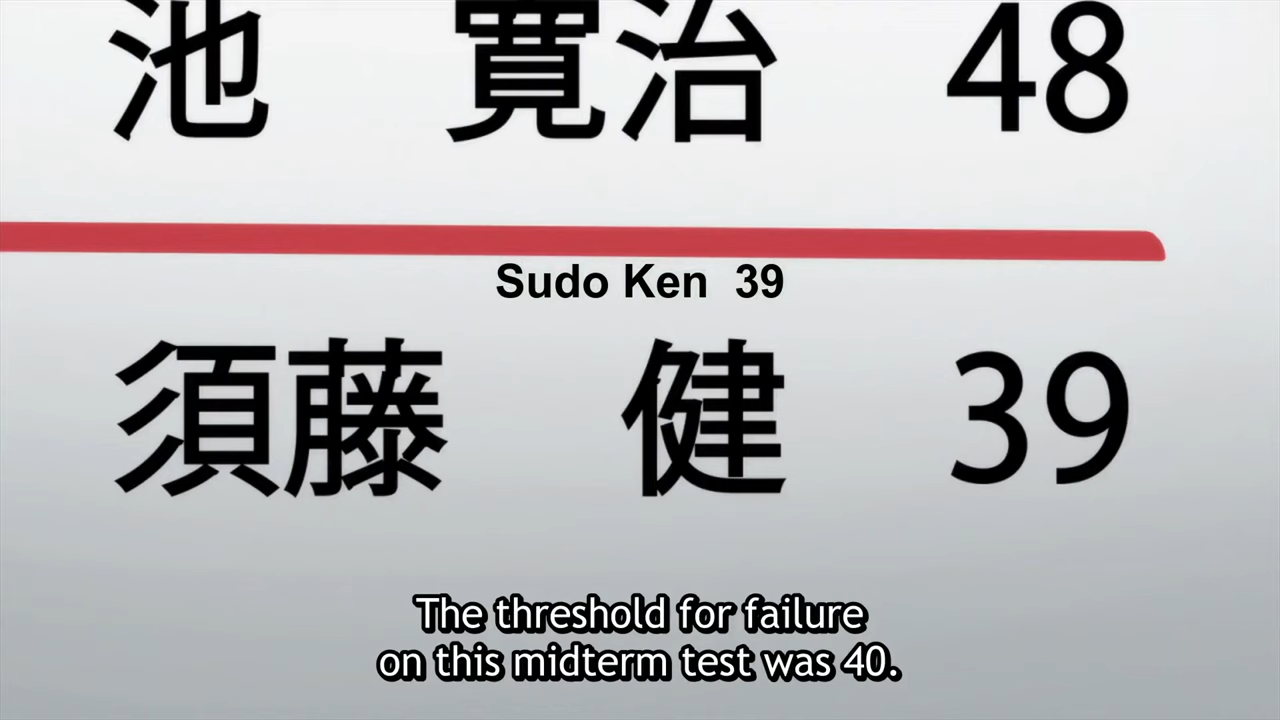 池 寛治 48
Sudo Ken 39
須藤 健 39
The threshold for failure
on this midterm test was 40.